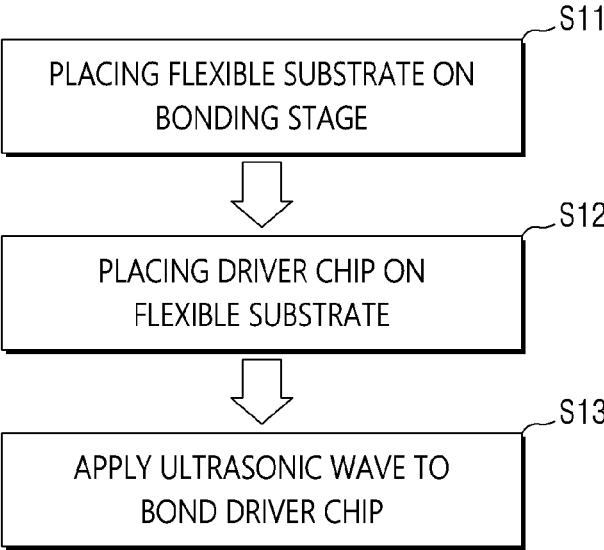 S11
PLACING FLEXIBLE SUBSTRATE ON
BONDING STAGE
S12
PLACING DRIVER CHIP ON
FLEXIBLE SUBSTRATE
S13
APPLY ULTRASONIC WAVE TO
BOND DRIVER CHIP